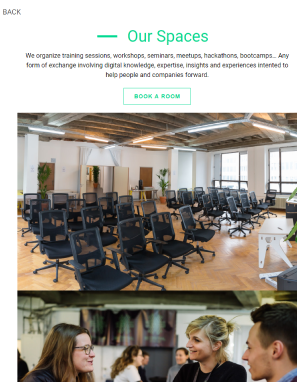 BACK
Our Spaces
We organize training sessions, workshops, seminars, meetups, hackathons, bootcamps... Any
form of exchange involving digital knowledge, expertise, insights and experiences intended to
help people and companies forward.
BOOK A ROOM